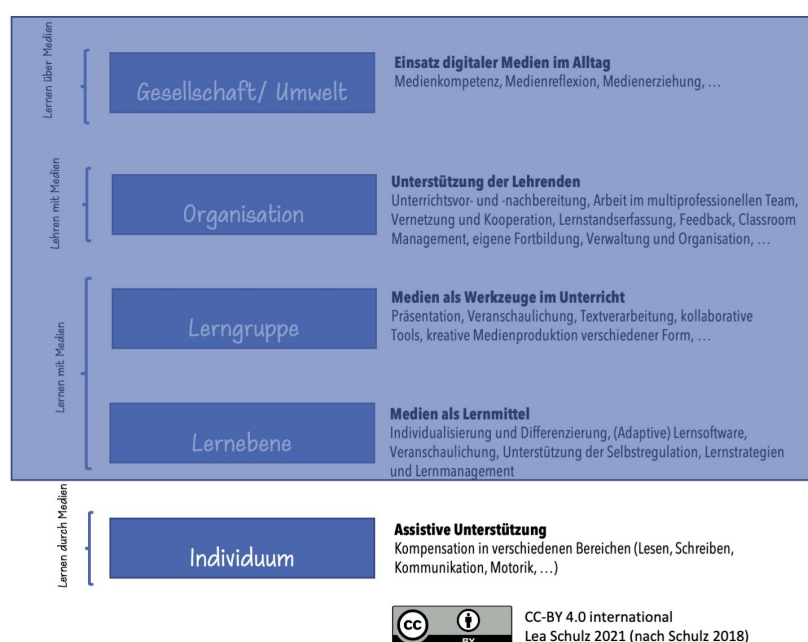 Lernen über Medien
Gesellschaft/ Umwelt
Einsatz digitaler Medien im Alltag
Medienkompetenz, Medienreflexion, Medienerziehung, …
Lehren mit Medien
Organisation
Unterstützung der Lehrenden
Unterrichtsvor- und -nachbereitung, Arbeit im multiprofessionellen Team,
Vernetzung und Kooperation, Lernstandserfassung, Feedback, Classroom
Management, eigene Fortbildung, Verwaltung und Organisation, …
Lernen mit Medien
Lerngruppe
Medien als Werkzeuge im Unterricht
Präsentation, Veranschaulichung, Textverarbeitung, kollaborative
Tools, kreative Medienproduktion verschiedener Form, …
Lernebene
Medien als Lernmittel
Individualisierung und Differenzierung, (Adaptive) Lernsoftware,
Veranschaulichung, Unterstützung der Selbstregulation, Lernstrategien
und Lernmanagement
Lernen durch Medien
Individuum
Assistive Unterstützung
Kompensation in verschiedenen Bereichen (Lesen, Schreiben,
Kommunikation, Motorik, …)
cc
BY
CC-BY 4.0 international
Lea Schulz 2021 (nach Schulz 2018)